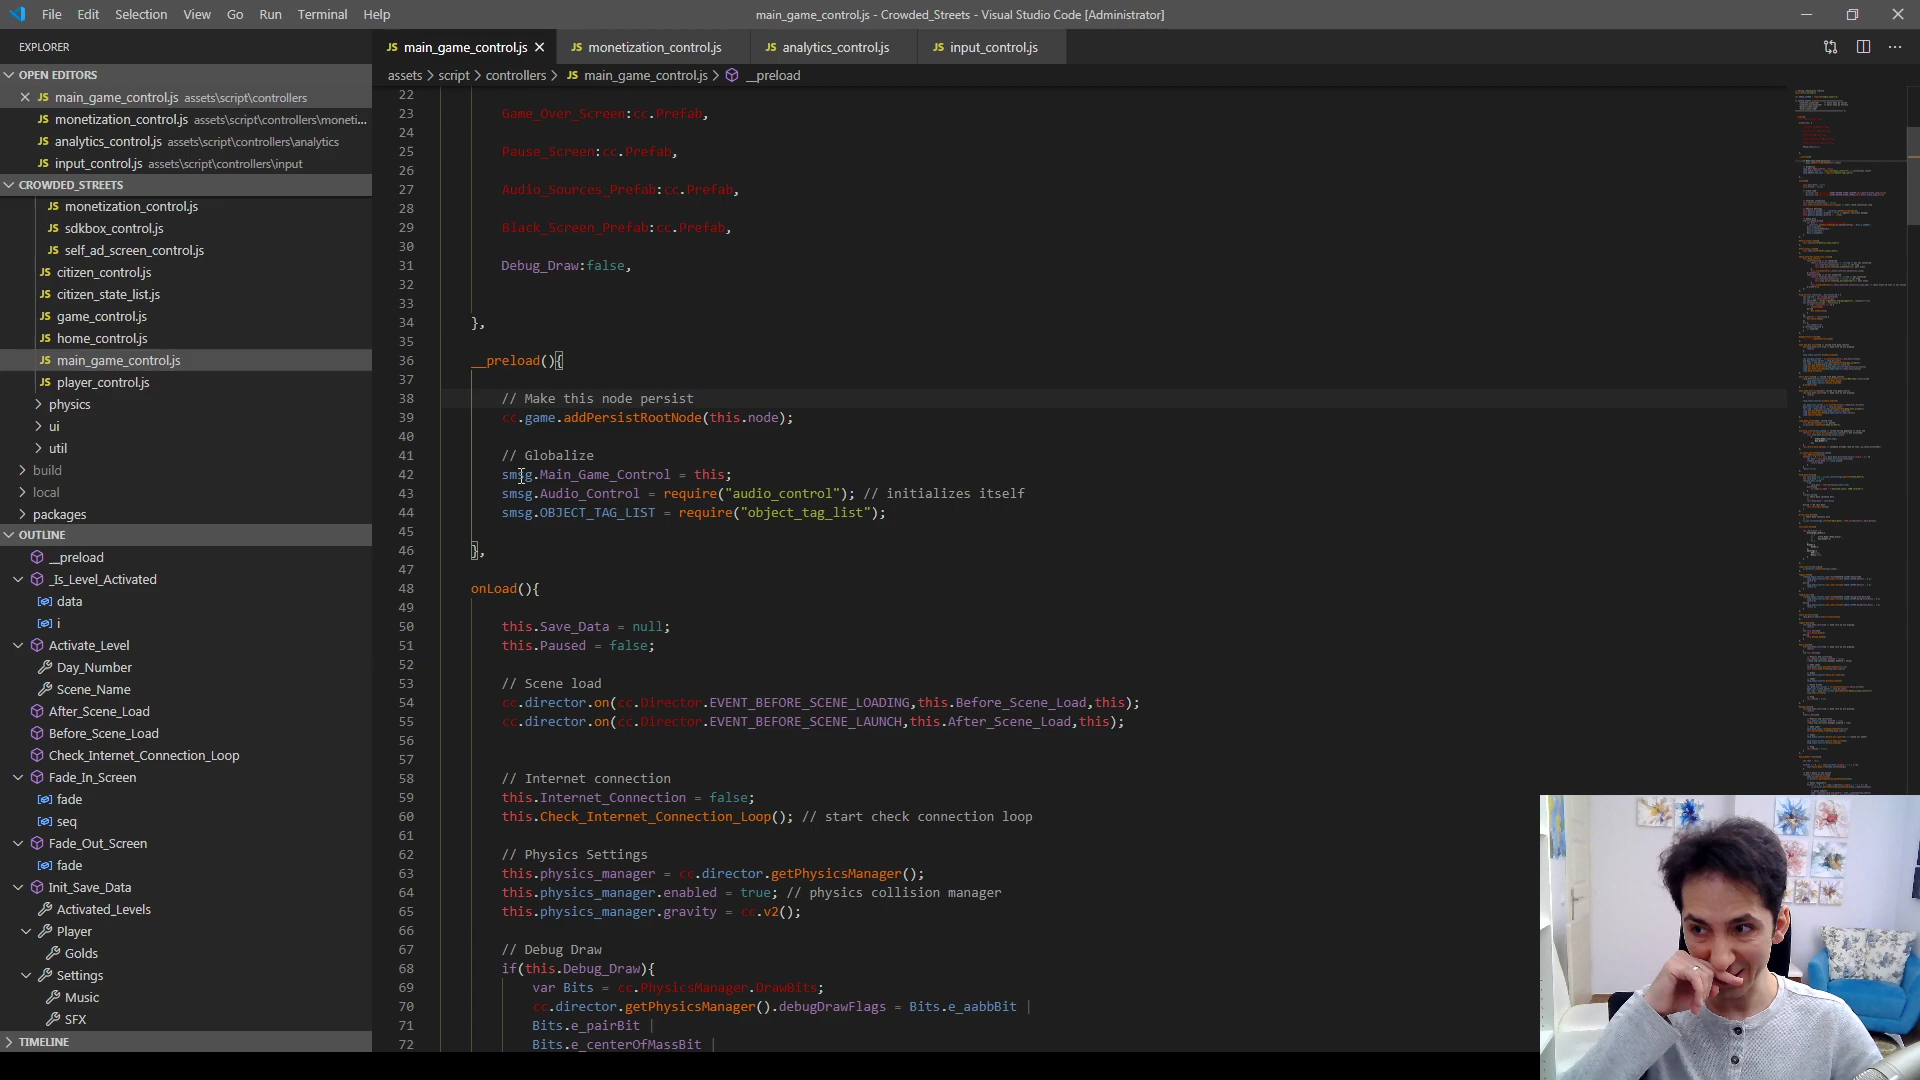 File Edit Selection View Go Run Terminal Help
main_game_control.js - Crowded_Streets - Visual Studio Code [Administrator]
EXPLORER
OPEN EDITORS
JS main_game_control.js assets\script\controllers
JS monetization_control.js assets\script\controllers\moneti...
JS analytics_control.js assets\script\controllers\analytics
JS input_control.js assets\script\controllers\input
CROWDED_STREETS
JS monetization_control.js
JS sdkbox_control.js
JS self_ad_screen_control.js
JS citizen_control.js
JS citizen_state_list.js
JS game_control.js
JS home_control.js
JS main_game_control.js
JS player_control.js
physics
ui
util
build
local
packages
OUTLINE
__preload
_Is_Level_Activated
data
i
Activate_Level
Day_Number
Scene_Name
After_Scene_Load
Before_Scene_Load
Check_Internet_Connection_Loop
Fade_In_Screen
fade
seq
Fade_Out_Screen
fade
Init_Save_Data
Activated_Levels
Player
Golds
Settings
Music
SFX
TIMELINE
JS main_game_control.js JS monetization_control.js JS analytics_control.js JS input_control.js
assets > script > controllers > JS main_game_control.js > __preload
22
23 Game_Over_Screen:cc.Prefab,
24
25 Pause_Screen:cc.Prefab,
26
27 Audio_Sources_Prefab:cc.Prefab,
28
29 Black_Screen_Prefab:cc.Prefab,
30
31 Debug_Draw:false,
32
33
34 },
35
36 __preload(){
37
38 // Make this node persist
39 cc.game.addPersistRootNode(this.node);
40
41 // Globalize
42 smsg.Main_Game_Control = this;
43 smsg.Audio_Control = require("audio_control"); // initializes itself
44 smsg.OBJECT_TAG_LIST = require("object_tag_list");
45
46 },
47
48 onLoad(){
49
50 this.Save_Data = null;
51 this.Paused = false;
52
53 // Scene load
54 cc.director.on(cc.Director.EVENT_BEFORE_SCENE_LOADING,this.Before_Scene_Load,this);
55 cc.director.on(cc.Director.EVENT_BEFORE_SCENE_LAUNCH,this.After_Scene_Load,this);
56
57
58 // Internet connection
59 this.Internet_Connection = false;
60 this.Check_Internet_Connection_Loop(); // start check connection loop
61
62 // Physics Settings
63 this.physics_manager = cc.director.getPhysicsManager();
64 this.physics_manager.enabled = true; // physics collision manager
65 this.physics_manager.gravity = cc.v2();
66
67 // Debug Draw
68 if(this.Debug_Draw){
69 var Bits = cc.PhysicsManager.DrawBits;
70 cc.director.getPhysicsManager().debugDrawFlags = Bits.e_aabbBit |
71 Bits.e_pairBit |
72 Bits.e_centerOfMassBit |